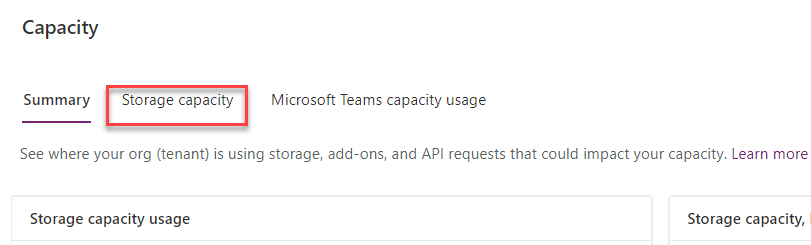 Capacity
Summary Storage capacity Microsoft Teams capacity usage
See where your org (tenant) is using storage, add-ons, and API requests that could impact your capacity. Learn more
Storage capacity usage Storage capacity,